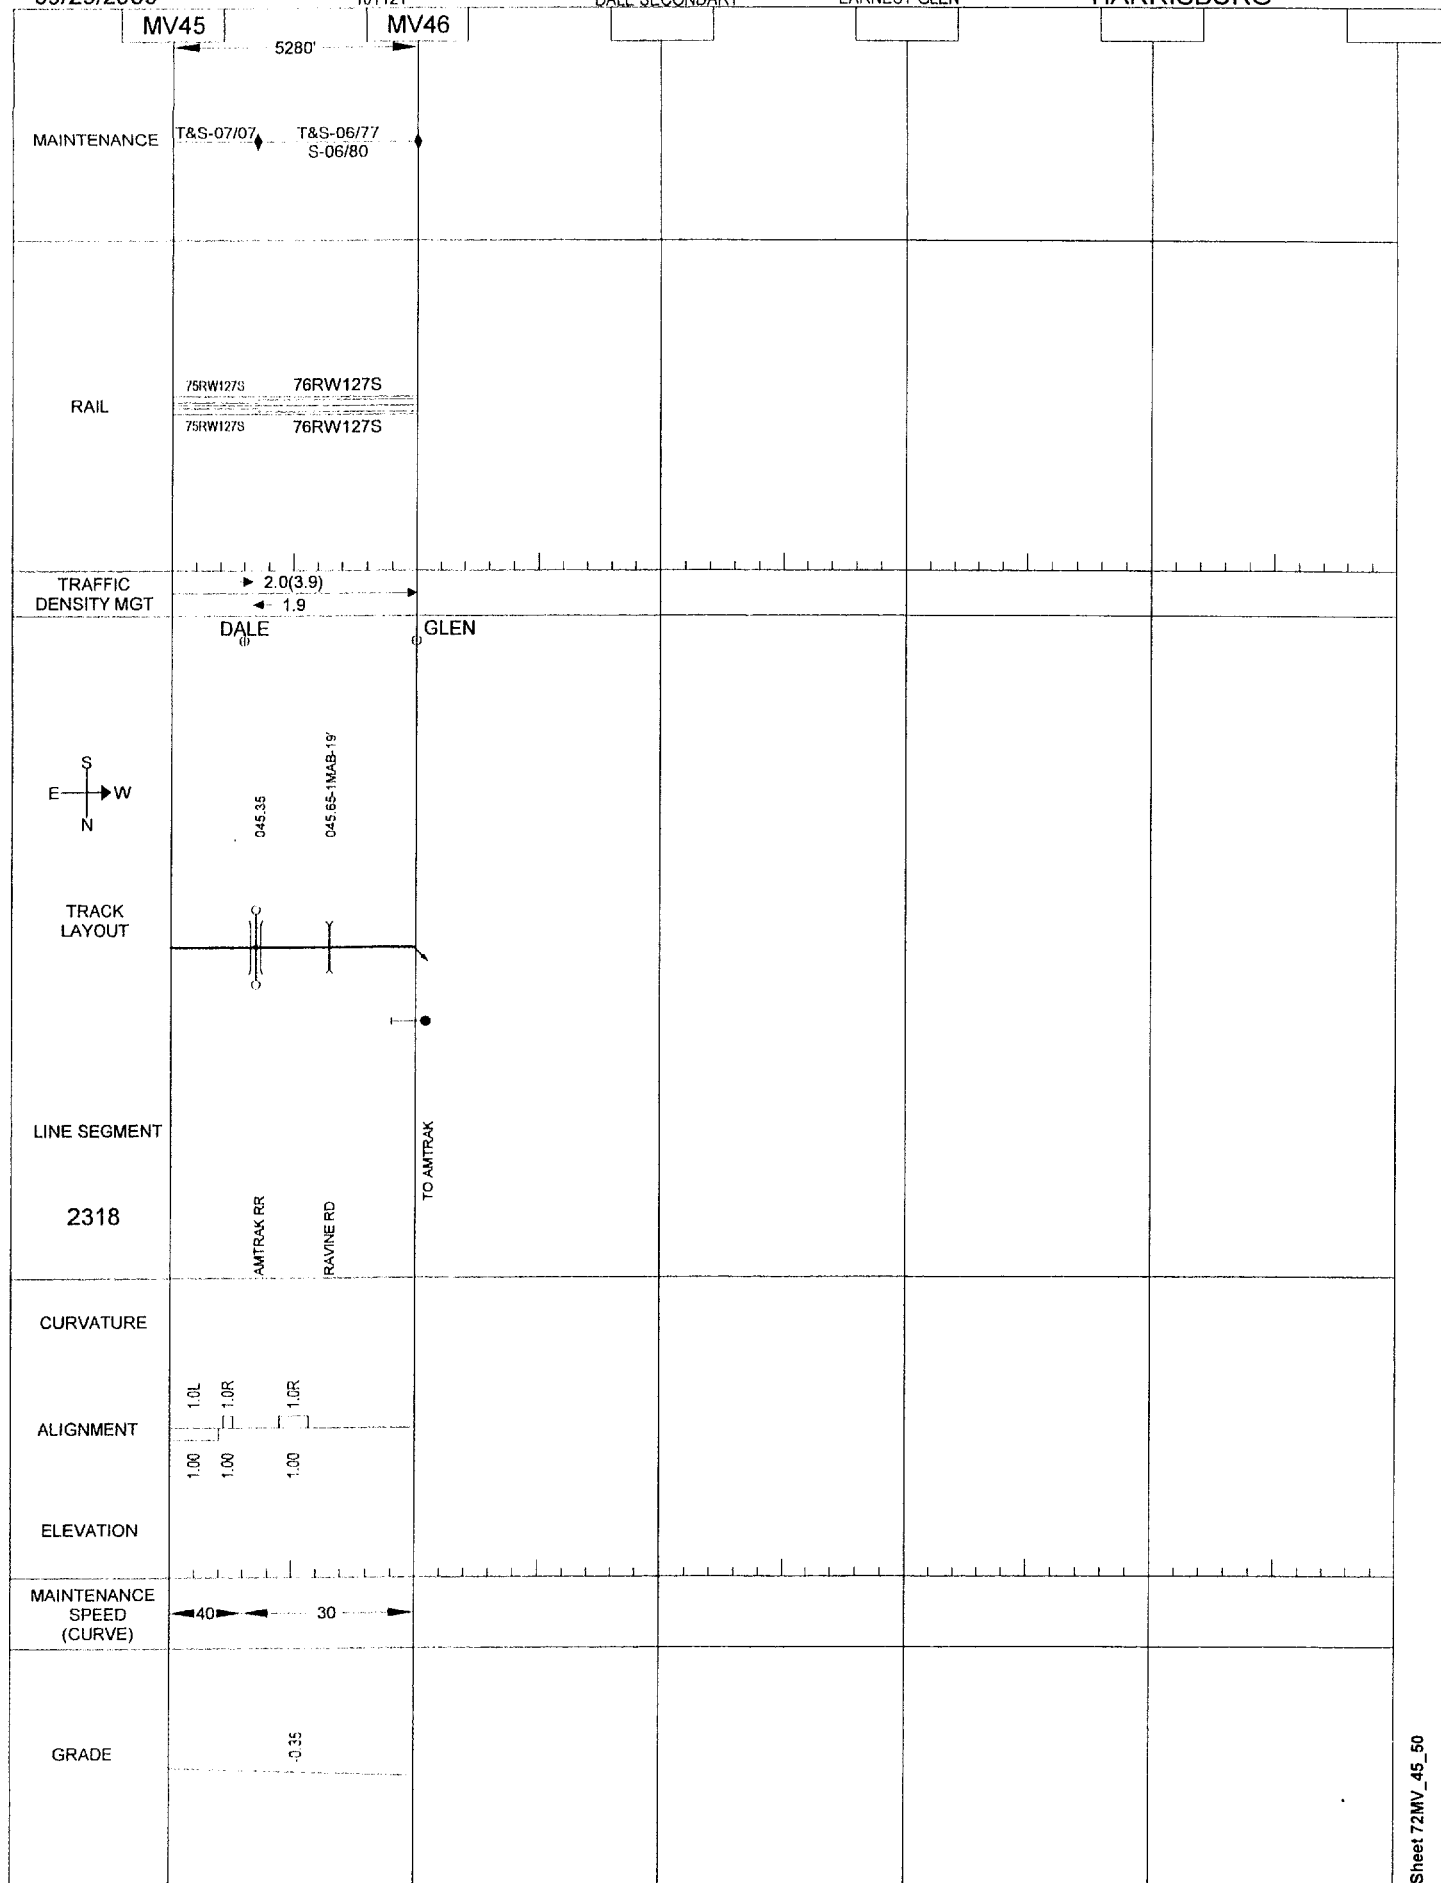 HARRISBURG
MV45 MV46
5280'
MAINTENANCE T&S-07/07 T&S-06/77
S-06/80
75RW127S 76RW127S
RAIL
75RW127S 76RW127S
TRAFFIC
DENSITY MGT
2.0(3.9)
1.9
DALE GLEN
S
E W
N
045.35
045.65-1MAB-19'
TRACK
LAYOUT
LINE SEGMENT
2318
AMTRAK RR
RAVINE RD
TO AMTRAK
CURVATURE
1.0L 1.0R 1.0R
ALIGNMENT
1.00 1.00 1.00
ELEVATION
MAINTENANCE
SPEED
(CURVE)
40 30
GRADE
-0.35
Sheet 72MV_45_50